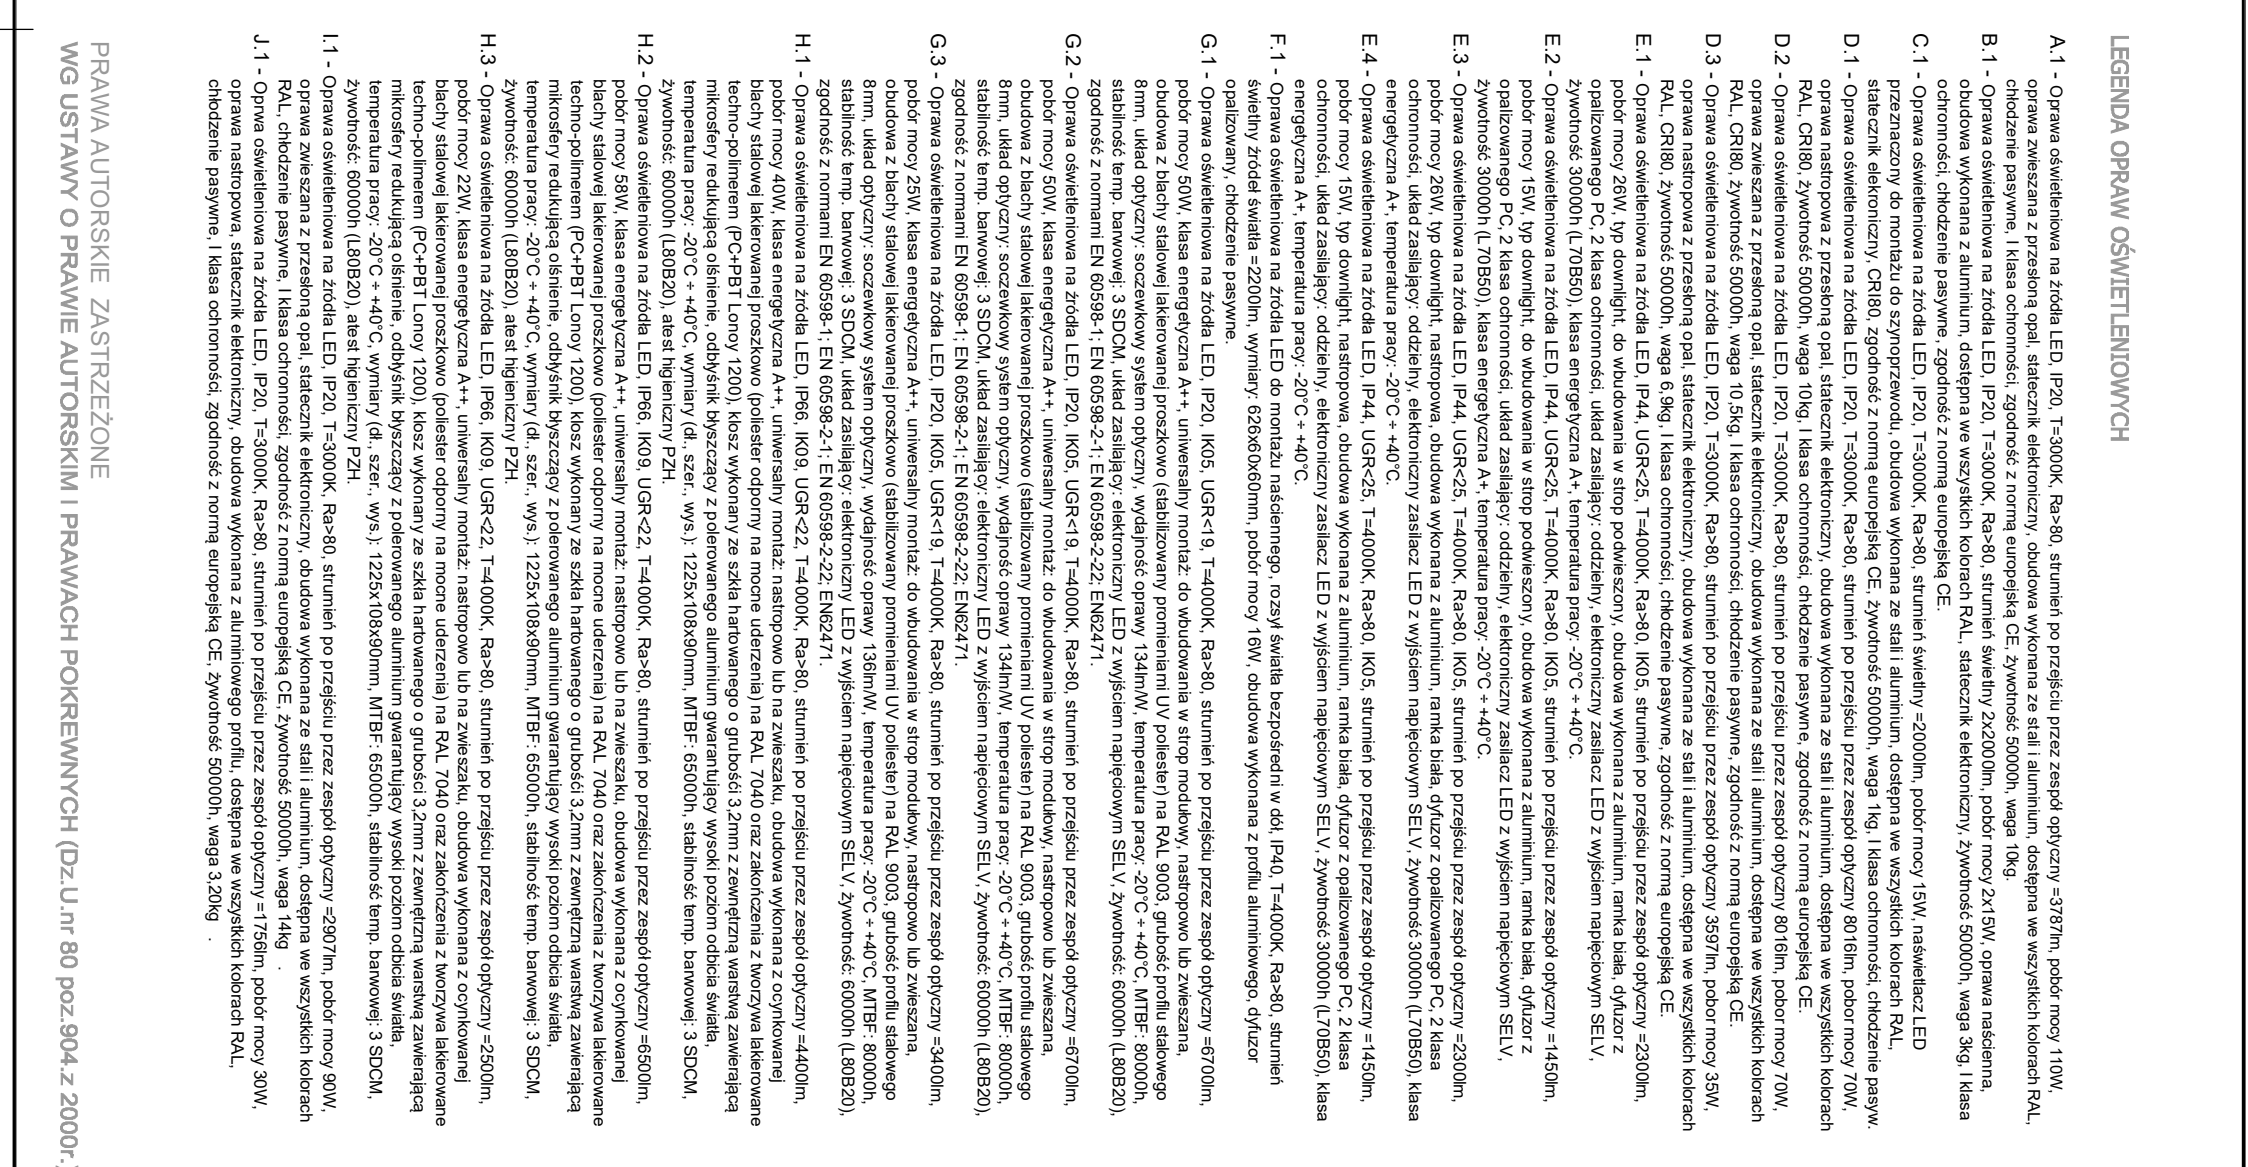 LEGENDA OPRAW OŚWIETLENIOWYCH
A.1 - Oprawa oświetleniowa na źródła LED, IP20, T=3000K, Ra>80, strumień po przejściu przez zespół optyczny =3787lm, pobór mocy 110W,
oprawa zwieszana z przesłoną opal, statecznik elektroniczny, obudowa wykonana ze stali i aluminium, dostępna we wszystkich kolorach RAL,
chłodzenie pasywne, I klasa ochronności, zgodność z normą europejską CE, żywotność 50000h, waga 10kg.
B.1 - Oprawa oświetleniowa na źródła LED, IP20, T=3000K, Ra>80, strumień świetlny 2x2000lm, pobór mocy 2x15W, oprawa naścienna,
obudowa wykonana z aluminium, dostępna we wszystkich kolorach RAL, statecznik elektroniczny, żywotność 50000h, waga 3kg, I klasa
ochronności, chłodzenie pasywne, zgodność z normą europejską CE.
C.1 - Oprawa oświetleniowa na źródła LED, IP20, T=3000K, Ra>80, strumień świetlny =2000lm, pobór mocy 15W, naświetlacz LED
przeznaczony do montażu do szynoprzewodu, obudowa wykonana ze stali i aluminium, dostępna we wszystkich kolorach RAL,
statecznik elekroniczny, CRI80, zgodność z normą europejską CE, żywotność 50000h, waga 1kg, I klasa ochronności, chłodzenie pasyw.
D.1 - Oprawa oświetleniowa na źródła LED, IP20, T=3000K, Ra>80, strumień po przejściu przez zespół optyczny 8016lm, pobor mocy 70W,
oprawa nastropowa z przesłoną opal, statecznik elektroniczny, obudowa wykonana ze stali i aluminium, dostępna we wszystkich kolorach
RAL, CRI80, żywotność 50000h, waga 10kg, I klasa ochronności, chłodzenie pasywne, zgodność z normą europejską CE.
D.2 - Oprawa oświetleniowa na źródła LED, IP20, T=3000K, Ra>80, strumień po przejściu przez zespół optyczny 8016lm, pobor mocy 70W,
oprawa zwieszana z przesłoną opal, statecznik elektroniczny, obudowa wykonana ze stali i aluminium, dostępna we wszystkich kolorach
RAL, CRI80, żywotność 50000h, waga 10,5kg, I klasa ochronności, chłodzenie pasywne, zgodność z normą europejską CE.
D.3 - Oprawa oświetleniowa na źródła LED, IP20, T=3000K, Ra>80, strumień po przejściu przez zespół optyczny 3597lm, pobor mocy 35W,
oprawa nastropowa z przesłoną opal, statecznik elektroniczny, obudowa wykonana ze stali i aluminium, dostępna we wszystkich kolorach
RAL, CRI80, żywotność 50000h, waga 6,9kg, I klasa ochronności, chłodzenie pasywne, zgodność z normą europejską CE.
E.1 - Oprawa oświetleniowa na źródła LED, IP44, UGR<25, T=4000K, Ra>80, IK05, strumień po przejściu przez zespół optyczny =2300lm,
pobór mocy 26W, typ downlight, do wbudowania w strop podwieszony, obudowa wykonana z aluminium, ramka biała, dyfuzor z
opalizowanego PC, 2 klasa ochronności, układ zasilający: oddzielny, elektroniczny zasilacz LED z wyjściem napięciowym SELV,
żywotność 30000h (L70B50), klasa energetyczna A+, temperatura pracy: -20°C ÷ +40°C.
E.2 - Oprawa oświetleniowa na źródła LED, IP44, UGR<25, T=4000K, Ra>80, IK05, strumień po przejściu przez zespół optyczny =1450lm,
pobór mocy 15W, typ downlight, do wbudowania w strop podwieszony, obudowa wykonana z aluminium, ramka biała, dyfuzor z
opalizowanego PC, 2 klasa ochronności, układ zasilający: oddzielny, elektroniczny zasilacz LED z wyjściem napięciowym SELV,
żywotność 30000h (L70B50), klasa energetyczna A+, temperatura pracy: -20°C ÷ +40°C.
E.3 - Oprawa oświetleniowa na źródła LED, IP44, UGR<25, T=4000K, Ra>80, IK05, strumień po przejściu przez zespół optyczny =2300lm,
pobór mocy 26W, typ downlight, nastropowa, obudowa wykonana z aluminium, ramka biała, dyfuzor z opalizowanego PC, 2 klasa
ochronności, układ zasilający: oddzielny, elektroniczny zasilacz LED z wyjściem napięciowym SELV, żywotność 30000h (L70B50), klasa
energetyczna A+, temperatura pracy: -20°C ÷ +40°C.
E.4 - Oprawa oświetleniowa na źródła LED, IP44, UGR<25, T=4000K, Ra>80, IK05, strumień po przejściu przez zespół optyczny =1450lm,
pobór mocy 15W, typ downlight, nastropowa, obudowa wykonana z aluminium, ramka biała, dyfuzor z opalizowanego PC, 2 klasa
ochronności, układ zasilający: oddzielny, elektroniczny zasilacz LED z wyjściem napięciowym SELV, żywotność 30000h (L70B50), klasa
energetyczna A+, temperatura pracy: -20°C ÷ +40°C.
F.1 - Oprawa oświetleniowa na źródła LED do montażu naściennego, rozsył światła bezpośredni w dół, IP40, T=4000K, Ra>80, strumień
świetlny źródeł światła =2200lm, wymiary: 626x60x60mm, pobór mocy 16W, obudowa wykonana z profilu aluminiowego, dyfuzor
opalizowany, chłodzenie pasywne.
G.1 - Oprawa oświetleniowa na źródła LED, IP20, IK05, UGR<19, T=4000K, Ra>80, strumień po przejściu przez zespół optyczny =6700lm,
pobór mocy 50W, klasa energetyczna A++, uniwersalny montaż: do wbudowania w strop modułowy, nastropowo lub zwieszana,
obudowa z blachy stalowej lakierowanej proszkowo (stabilizowany promieniami UV poliester) na RAL 9003, grubość profilu stalowego
8mm, układ optyczny: soczewkowy system optyczny, wydajność oprawy 134lm/W, temperatura pracy: -20°C ÷ +40°C, MTBF: 80000h,
stabilność temp. barwowej: 3 SDCM, układ zasilający: elektroniczny LED z wyjściem napięciowym SELV, żywotność: 60000h (L80B20),
zgodność z normami EN 60598-1; EN 60598-2-1; EN 60598-2-22; EN62471.
G.2 - Oprawa oświetleniowa na źródła LED, IP20, IK05, UGR<19, T=4000K, Ra>80, strumień po przejściu przez zespół optyczny =6700lm,
pobór mocy 50W, klasa energetyczna A++, uniwersalny montaż: do wbudowania w strop modułowy, nastropowo lub zwieszana,
obudowa z blachy stalowej lakierowanej proszkowo (stabilizowany promieniami UV poliester) na RAL 9003, grubość profilu stalowego
8mm, układ optyczny: soczewkowy system optyczny, wydajność oprawy 134lm/W, temperatura pracy: -20°C ÷ +40°C, MTBF: 80000h,
stabilność temp. barwowej: 3 SDCM, układ zasilający: elektroniczny LED z wyjściem napięciowym SELV, żywotność: 60000h (L80B20),
zgodność z normami EN 60598-1; EN 60598-2-1; EN 60598-2-22; EN62471.
G.3 - Oprawa oświetleniowa na źródła LED, IP20, IK05, UGR<19, T=4000K, Ra>80, strumień po przejściu przez zespół optyczny =3400lm,
pobór mocy 25W, klasa energetyczna A++, uniwersalny montaż: do wbudowania w strop modułowy, nastropowo lub zwieszana,
obudowa z blachy stalowej lakierowanej proszkowo (stabilizowany promieniami UV poliester) na RAL 9003, grubość profilu stalowego
8mm, układ optyczny: soczewkowy system optyczny, wydajność oprawy 136lm/W, temperatura pracy: -20°C ÷ +40°C, MTBF: 80000h,
stabilność temp. barwowej: 3 SDCM, układ zasilający: elektroniczny LED z wyjściem napięciowym SELV, żywotność: 60000h (L80B20),
zgodność z normami EN 60598-1; EN 60598-2-1; EN 60598-2-22; EN62471.
H.1 - Oprawa oświetleniowa na źródła LED, IP66, IK09, UGR<22, T=4000K, Ra>80, strumień po przejściu przez zespół optyczny =4400lm,
pobór mocy 40W, klasa energetyczna A++, uniwersalny montaż: nastropowo lub na zwieszaku, obudowa wykonana z ocynkowanej
blachy stalowej lakierowanej proszkowo (poliester odporny na mocne uderzenia) na RAL 7040 oraz zakończenia z tworzywa lakierowane
techno-polimerem (PC+PBT Lonoy 1200), klosz wykonany ze szkła hartowanego o grubośći 3,2mm z zewnętrzną warstwą zawierającą
mikrosfery redukującą olśnienie, odbłyśnik błyszczący z polerowanego aluminium gwarantujący wysoki poziom odbicia światła,
temperatura pracy: -20°C ÷ +40°C, wymiary (dł., szer., wys.): 1225x108x90mm, MTBF: 65000h, stabilność temp. barwowej: 3 SDCM,
żywotność: 60000h (L80B20), atest higieniczny PZH.
H.2 - Oprawa oświetleniowa na źródła LED, IP66, IK09, UGR<22, T=4000K, Ra>80, strumień po przejściu przez zespół optyczny =6500lm,
pobór mocy 58W, klasa energetyczna A++, uniwersalny montaż: nastropowo lub na zwieszaku, obudowa wykonana z ocynkowanej
blachy stalowej lakierowanej proszkowo (poliester odporny na mocne uderzenia) na RAL 7040 oraz zakończenia z tworzywa lakierowane
techno-polimerem (PC+PBT Lonoy 1200), klosz wykonany ze szkła hartowanego o grubośći 3,2mm z zewnętrzną warstwą zawierającą
mikrosfery redukującą olśnienie, odbłyśnik błyszczący z polerowanego aluminium gwarantujący wysoki poziom odbicia światła,
temperatura pracy: -20°C ÷ +40°C, wymiary (dł., szer., wys.): 1225x108x90mm, MTBF: 65000h, stabilność temp. barwowej: 3 SDCM,
żywotność: 60000h (L80B20), atest higieniczny PZH.
H.3 - Oprawa oświetleniowa na źródła LED, IP66, IK09, UGR<22, T=4000K, Ra>80, strumień po przejściu przez zespół optyczny =2500lm,
pobór mocy 22W, klasa energetyczna A++, uniwersalny montaż: nastropowo lub na zwieszaku, obudowa wykonana z ocynkowanej
blachy stalowej lakierowanej proszkowo (poliester odporny na mocne uderzenia) na RAL 7040 oraz zakończenia z tworzywa lakierowane
techno-polimerem (PC+PBT Lonoy 1200), klosz wykonany ze szkła hartowanego o grubości 3,2mm z zewnętrzną warstwą zawierającą
mikrosfery redukującą olśnienie, odbłyśnik błyszczący z polerowanego aluminium gwarantujący wysoki poziom odbicia światła,
temperatura pracy: -20°C ÷ +40°C, wymiary (dł., szer., wys.): 1225x108x90mm, MTBF: 65000h, stabilność temp. barwowej: 3 SDCM,
żywotność: 60000h (L80B20), atest higieniczny PZH.
I.1 - Oprawa oświetleniowa na źródła LED, IP20, T=3000K, Ra>80, strumień po przejściu przez zespół optyczny =2907lm, pobór mocy 90W,
oprawa zwieszana z przesłoną opal, statecznik elektroniczny, obudowa wykonana ze stali i aluminium, dostępna we wszystkich kolorach
RAL, chłodzenie pasywne, I klasa ochronności, zgodność z normą europejską CE, żywotność 50000h, waga 14kg .
J.1 - Oprwa oświetleniowa na źródła LED, IP20, T=3000K, Ra>80, strumień po przejściu przez zespół optyczny =1756lm, pobór mocy 30W,
oprawa nastropowa, statecznik elektroniczny, obudowa wykonana z aluminiowego profilu, dostępna we wszystkich kolorach RAL,
chłodzenie pasywne, I klasa ochronności, zgodność z normą europejską CE, żywotność 50000h, waga 3,20kg .
PRAWA AUTORSKIE ZASTRZEŻONE
WG USTAWY O PRAWIE AUTORSKIM I PRAWACH POKREWNYCH (Dz.U.nr 80 poz.904.z 2000r.